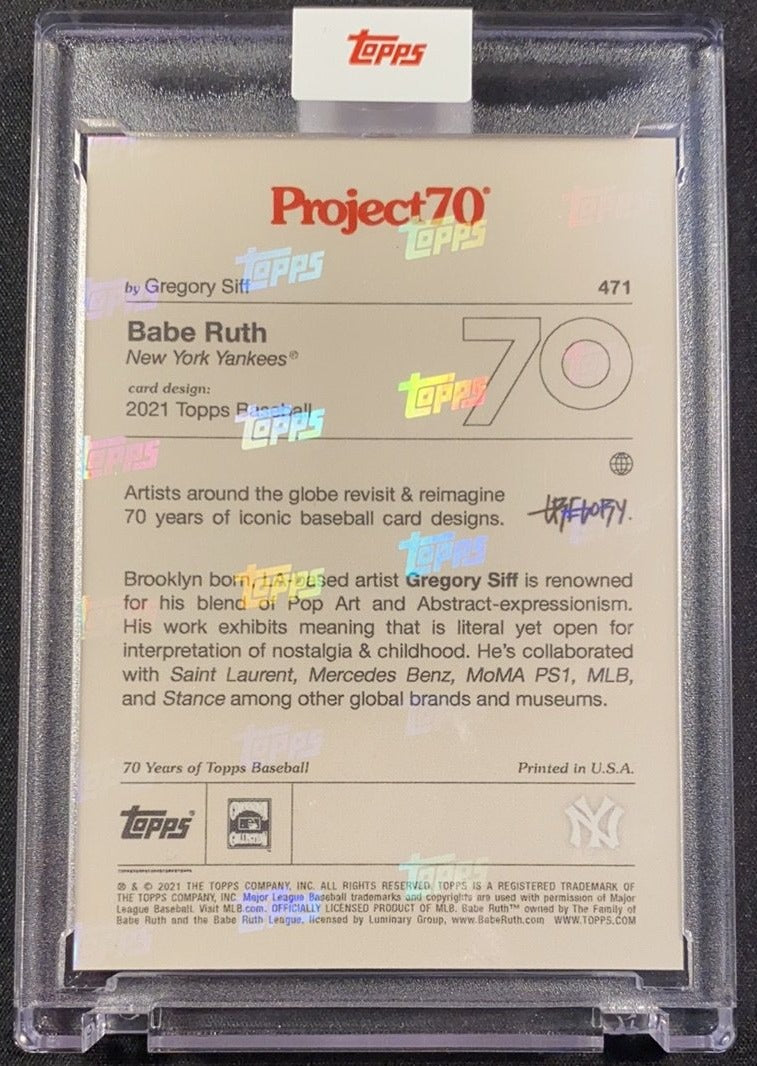 Topps
Project70®
by Gregory Siff 471
Babe Ruth
New York Yankees®
card design:
2021 Topps Baseball
70
Artists around the globe revisit & reimagine
70 years of iconic baseball card designs.
GREGORY.
Brooklyn born, LA-based artist Gregory Siff is renowned
for his blend of Pop Art and Abstract-expressionism.
His work exhibits meaning that is literal yet open for
interpretation of nostalgia & childhood. He's collaborated
with Saint Laurent, Mercedes Benz, MoMA PS1, MLB,
and Stance among other global brands and museums.
70 Years of Topps Baseball Printed in U.S.A.
Topps® COLLECTION NY
® & © 2021 THE TOPPS COMPANY, INC. ALL RIGHTS RESERVED. TOPPS IS A REGISTERED TRADEMARK OF
THE TOPPS COMPANY, INC. Major League Baseball trademarks and copyrights are used with permission of Major
League Baseball. Visit MLB.com. OFFICIALLY LICENSED PRODUCT OF MLB. Babe Ruth™ owned by The Family of
Babe Ruth and the Babe Ruth League. licensed by Luminary Group, www.BabeRuth.com WWW.TOPPS.COM